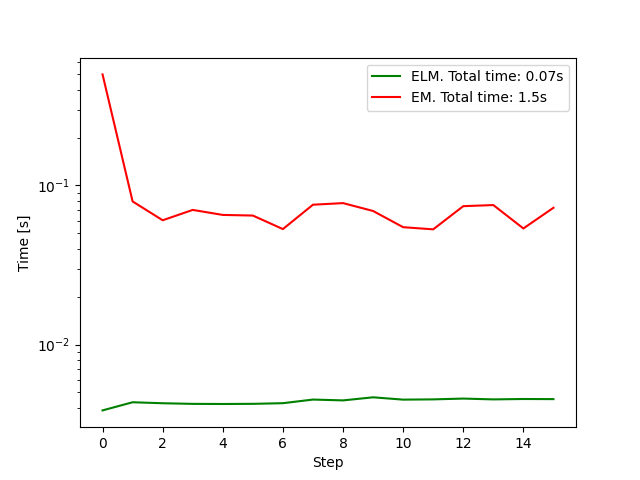 ELM. Total time: 0.07s
EM. Total time: 1.5s
10⁻¹
10⁻²
Time [s]
0 2 4 6 8 10 12 14
Step